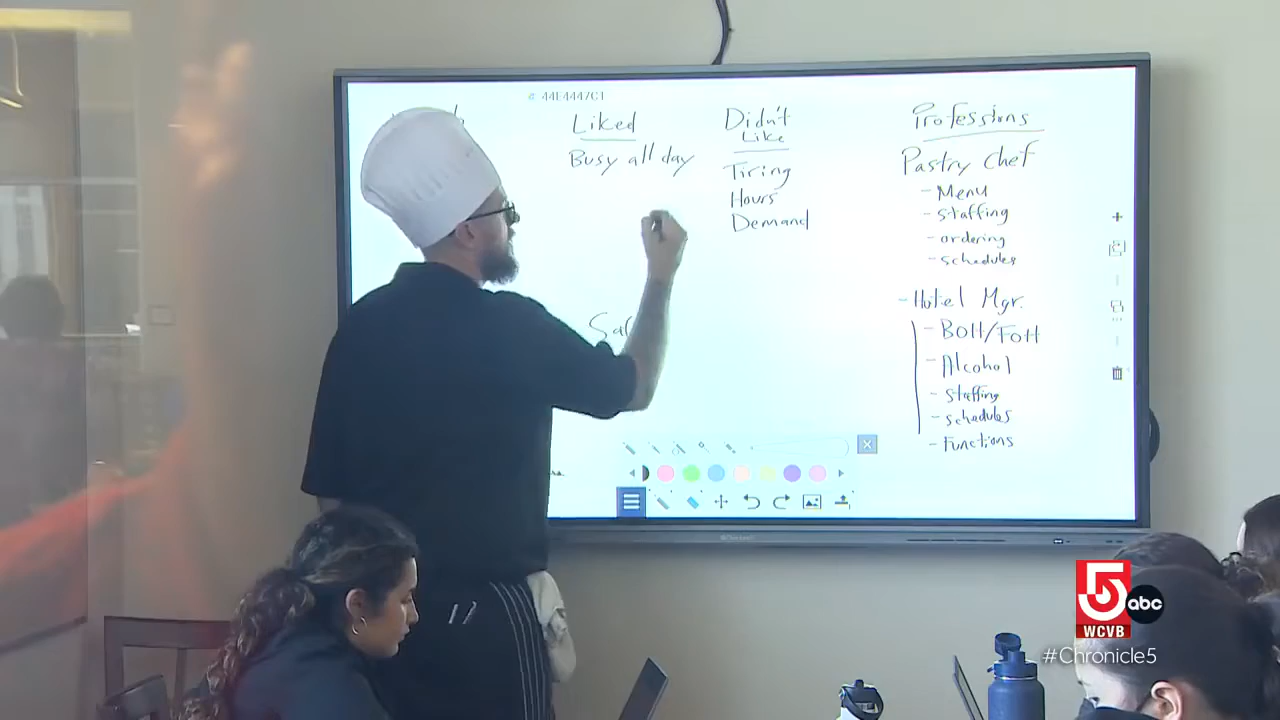 Liked
Busy all day
Didn't
Like
Tiring
Hours
Demand
Professions
Pastry Chef
- Menu
- Staffing
- ordering
- schedules
- Hotel Mgr.
- BOH/FOH
- Alcohol
- Staffing
- schedules
- Functions
5
abc
WCVB
#Chronicle5